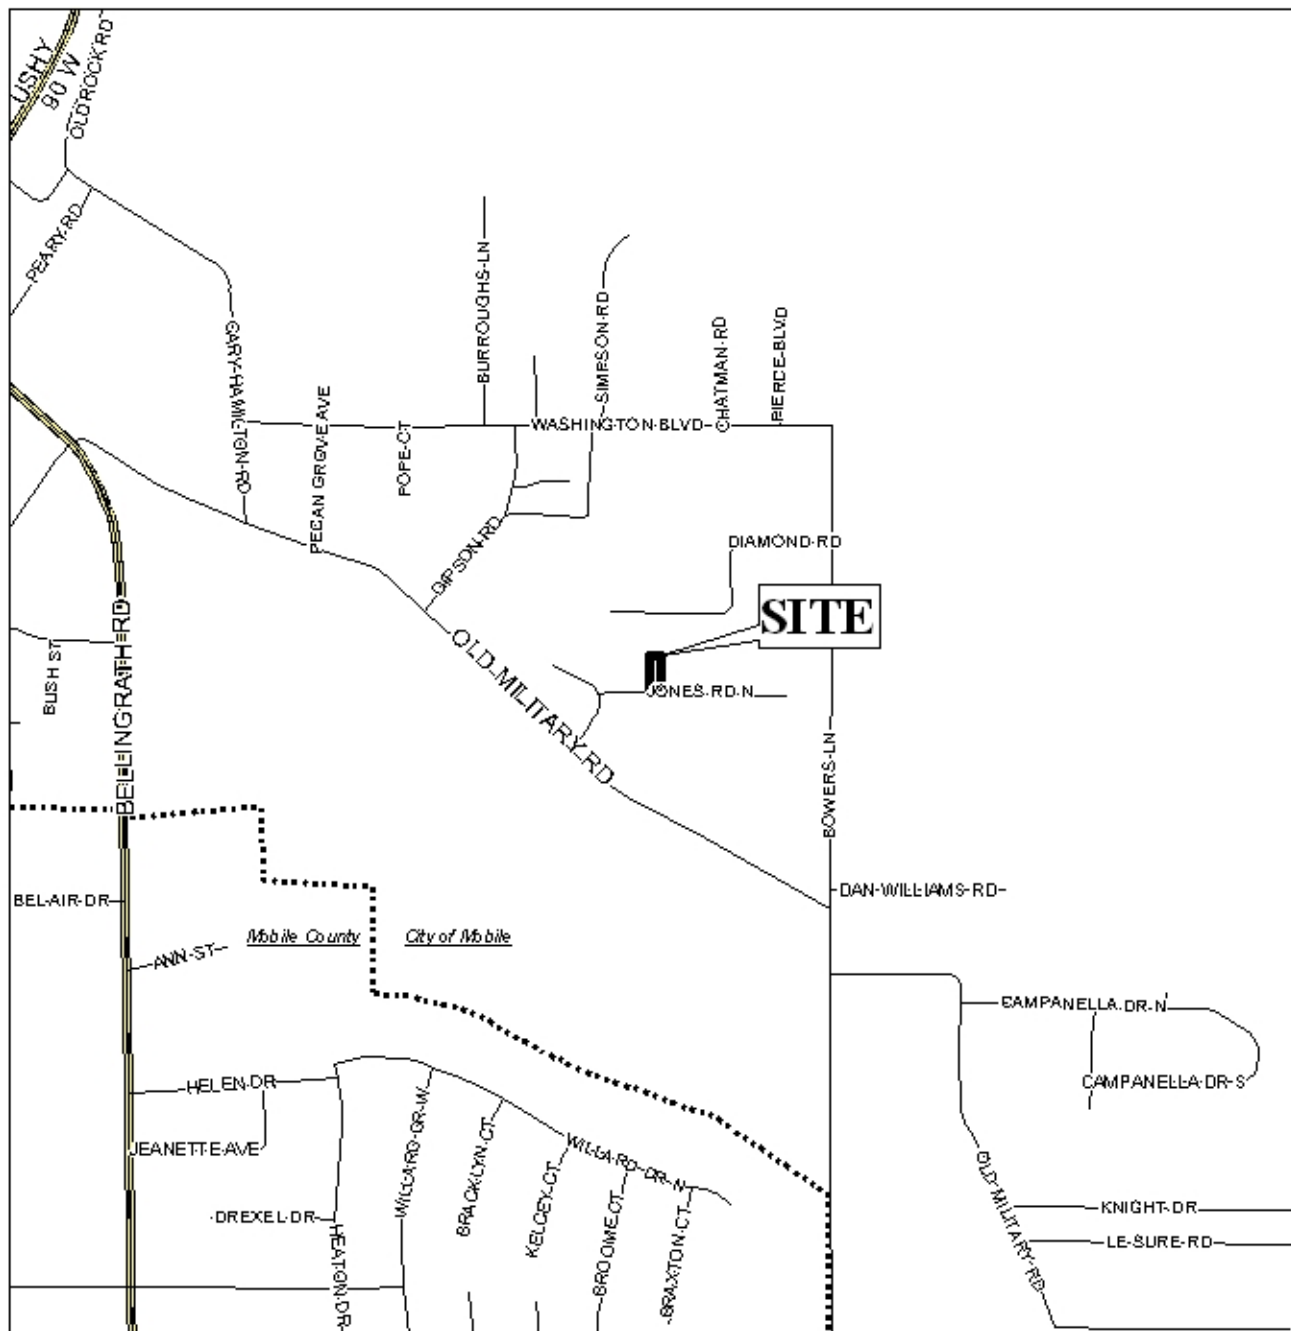 USHY
90 W
OLD ROCK RD
PEARY RD
GARY HAMILTON RD
PECAN GROVE AVE
POPE CT
BURROUGHS LN
SIMPSON RD
CHATMAN RD
PIERCE BLVD
WASHINGTON BLVD
GIPSON RD
DIAMOND RD
SITE
JONES RD N
OLD MILITARY RD
BUSH ST
BELLINGRATH RD
BOWERS LN
DAN WILLIAMS RD
BEL AIR DR
ANN ST
Mobile County
City of Mobile
CAMPANELLA DR N
CAMPANELLA DR S
HELEN DR
JEANETTE AVE
WILLARD DR W
BRACKLYN CT
KELCEY CT
WILLARD DR N
BROOME CT
BRAXTON CT
DREXEL DR
HEATON DR
OLD MILITARY RD
KNIGHT DR
LE SURE RD